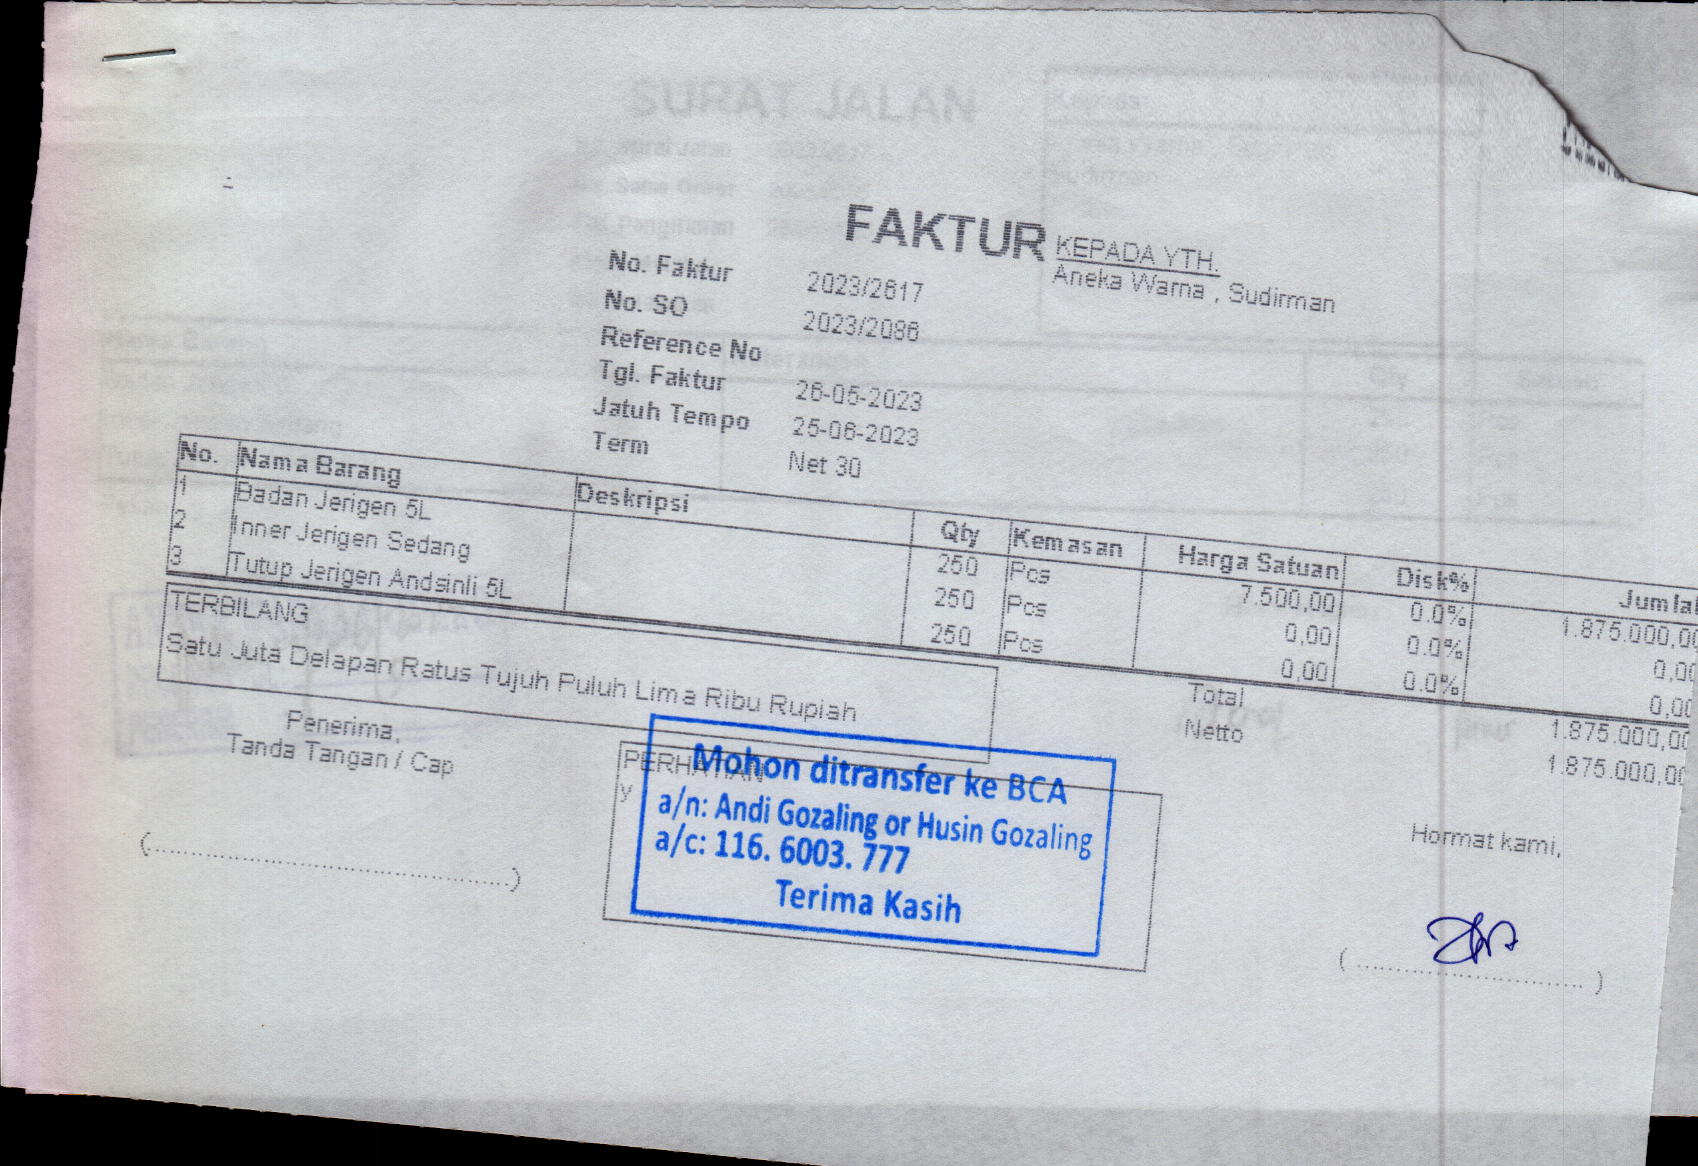 SURAT JALAN
Kepada
FAKTUR
KEPADA YTH.
Aneka Warna , Sudirman
No. Faktur 2023/2617
No. SO 2023/2086
Reference No
Tgl. Faktur 26-05-2023
Jatuh Tempo 25-06-2023
Term Net 30
No. Nama Barang Deskripsi Qty Kemasan Harga Satuan Disk% Jumlah
1 Badan Jerigen 5L 250 Pcs 7.500,00 0.0% 1.875.000,00
2 Inner Jerigen Sedang 250 Pcs 0,00 0.0% 0,00
3 Tutup Jerigen Andsinli 5L 250 Pcs 0,00 0.0% 0,00
TERBILANG
Satu Juta Delapan Ratus Tujuh Puluh Lima Ribu Rupiah
Total 1.875.000,00
Netto 1.875.000,00
Penerima,
Tanda Tangan / Cap
PERHATIAN
y
Mohon ditransfer ke BCA
a/n: Andi Gozaling or Husin Gozaling
a/c: 116. 6003. 777
Terima Kasih
Hormat kami,
(..............................................)
( ................................... )